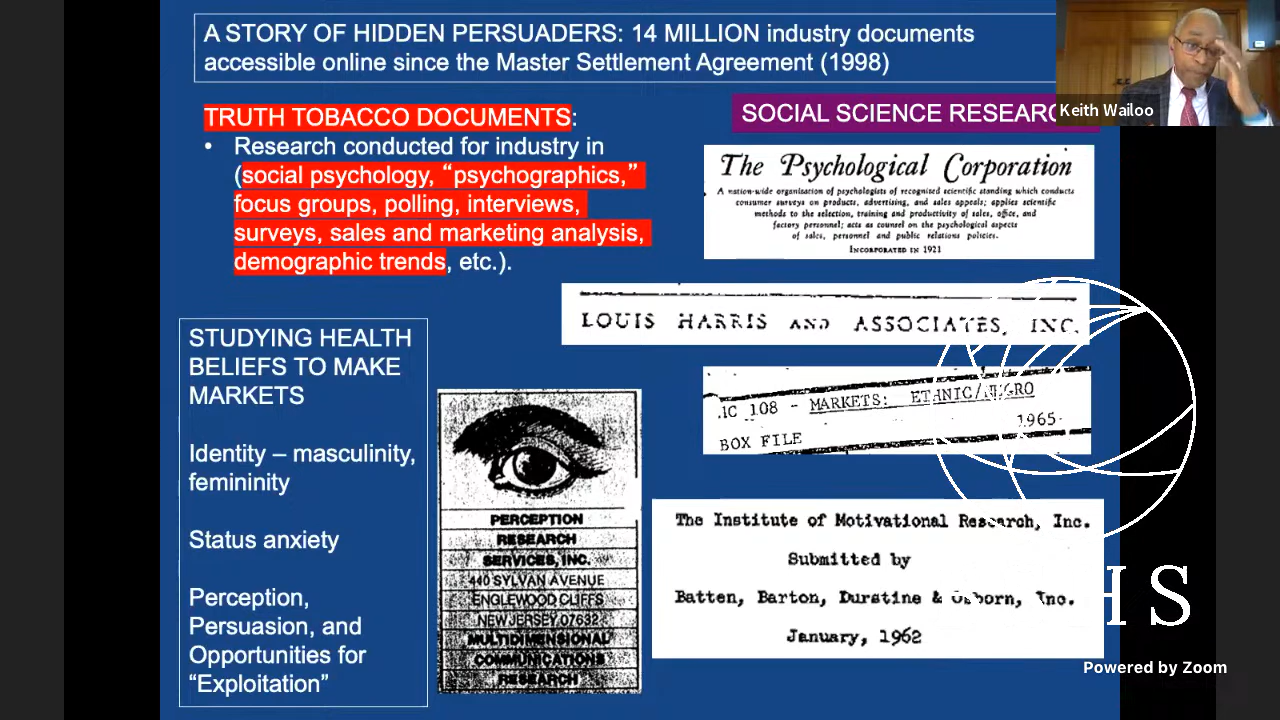 A STORY OF HIDDEN PERSUADERS: 14 MILLION industry documents
accessible online since the Master Settlement Agreement (1998)
Keith Wailoo
TRUTH TOBACCO DOCUMENTS:
• Research conducted for industry in
(social psychology, “psychographics,”
focus groups, polling, interviews,
surveys, sales and marketing analysis,
demographic trends, etc.).
SOCIAL SCIENCE RESEARC
The Psychological Corporation
A nation-wide organization of psychologists of recognized scientific standing which conducts
consumer surveys on products, advertising, and sales appeals; applies scientific
methods to the selection, training and productivity of sales, office, and
factory personnel; acts as counsel on the psychological aspects
of sales, personnel and public relations policies.
INCORPORATED IN 1921
LOUIS HARRIS AND ASSOCIATES, INC.
IC 108 - MARKETS: ETHNIC/NEGRO
1965-
BOX FILE
STUDYING HEALTH
BELIEFS TO MAKE
MARKETS
Identity – masculinity,
femininity
Status anxiety
Perception,
Persuasion, and
Opportunities for
“Exploitation”
PERCEPTION
RESEARCH
SERVICES, INC.
440 SYLVAN AVENUE
ENGLEWOOD CLIFFS
NEW JERSEY 07632
MULTIDIMENSIONAL
COMMUNICATIONS
RESEARCH
The Institute of Motivational Research, Inc.
Submitted by
Batten, Barton, Durstine & Osborn, Inc.
January, 1962
HS
Powered by Zoom